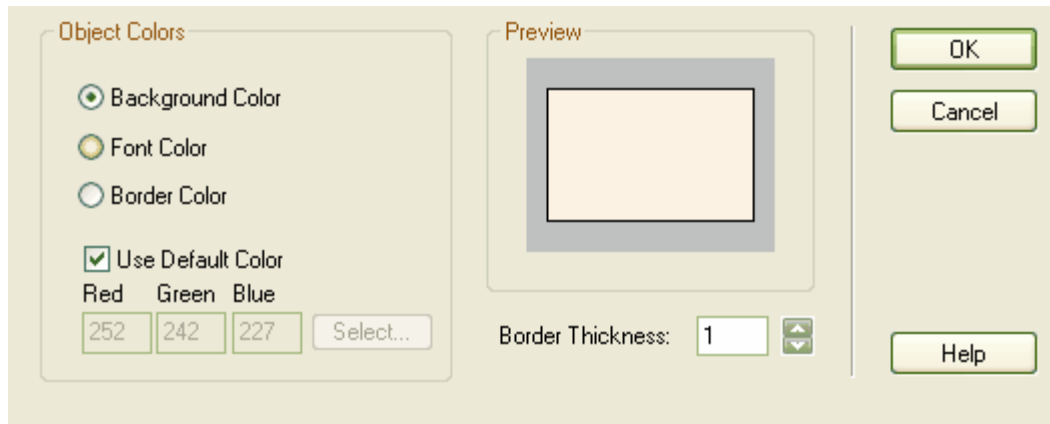 Object Colors
Background Color
Font Color
Border Color
Use Default Color
Red Green Blue
252 242 227 Select...
Preview
Border Thickness: 1
OK
Cancel
Help